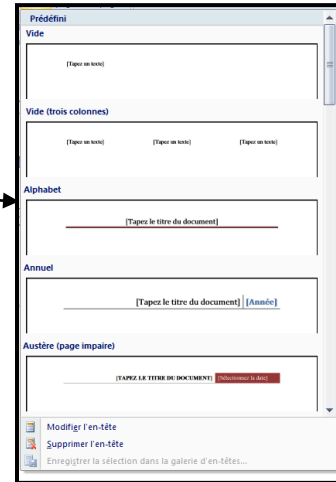 Prédéfini
Vide
[Tapez un texte]
Vide (trois colonnes)
[Tapez un texte] [Tapez un texte] [Tapez un texte]
Alphabet
[Tapez le titre du document]
Annuel
[Tapez le titre du document] [Année]
Austère (page impaire)
[TAPEZ LE TITRE DU DOCUMENT] [Sélectionnez la date]
Modifier l'en-tête
Supprimer l'en-tête
Enregistrer la sélection dans la galerie d'en-têtes...